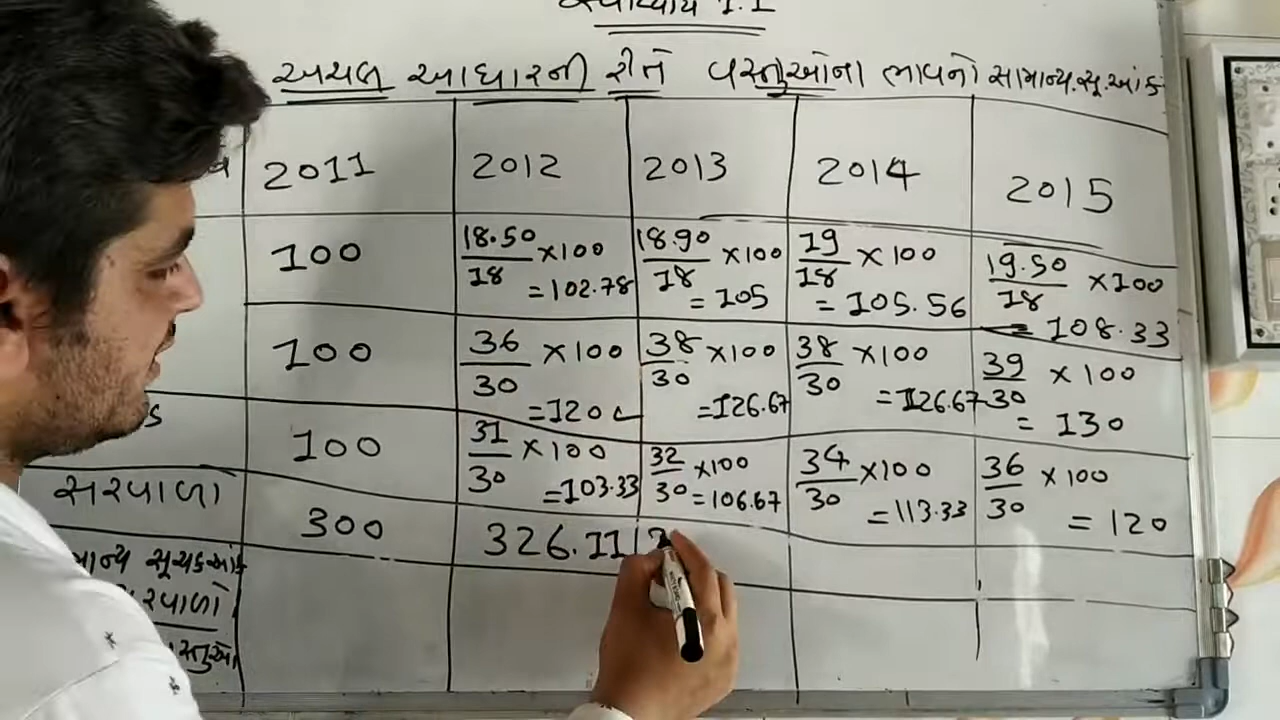 1.1
અચલ આધારની રીતે વસ્તુઓના ભાવનો સામાન્ય.સૂ.આંક
2011 2012 2013 2014 2015
100 18.50/18 ×100 =102.78 18.90/18 ×100 = 105 19/18 × 100 = 105.56 19.50/18 ×100 = 108.33
100 36/30 ×100 =120 38/30 ×100 =126.67 38/30 ×100 =126.67 39/30 × 100 = 130
100 31/30 ×100 =103.33 32/30 ×100 =106.67 34/30 ×100 =113.33 36/30 ×100 = 120
સરવાળો 300 326.11
સૂચકઆંક